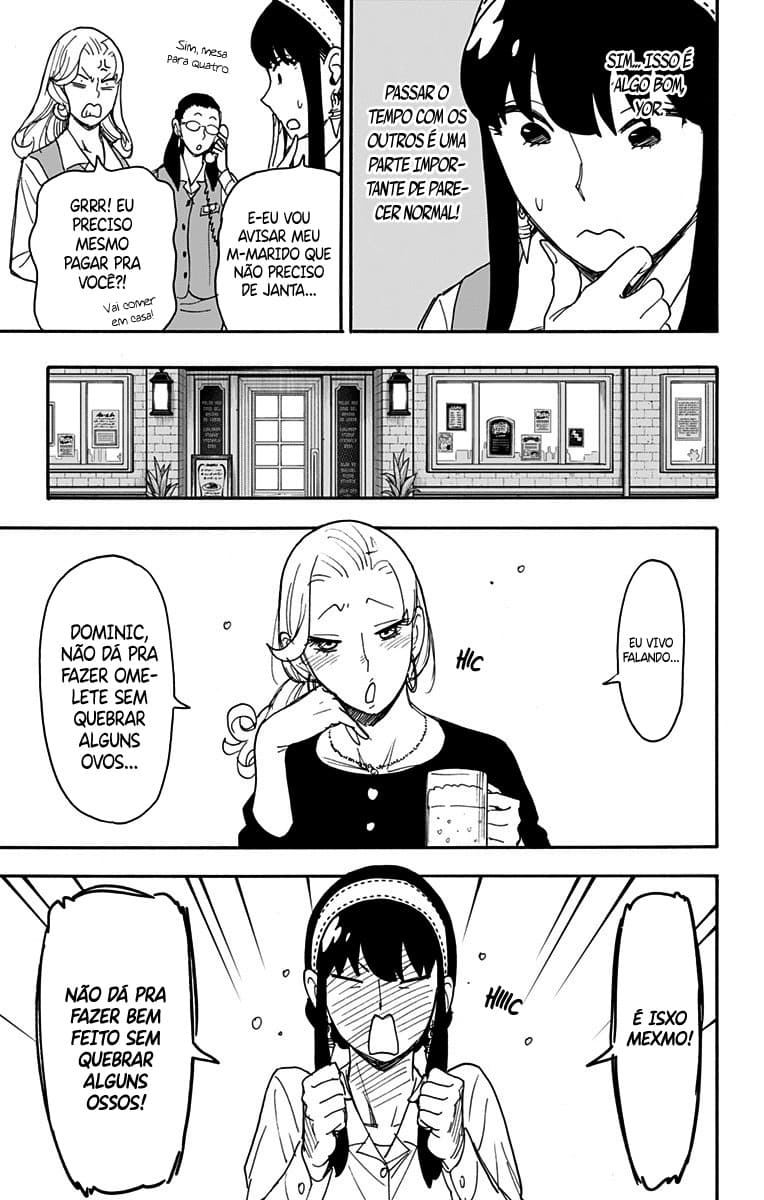 SIM... ISSO É
ALGO BOM,
YOR.
PASSAR O
TEMPO COM
OS OUTROS
É UMA
PARTE IMPOR-
TANTE DE PARE-
CER NORMAL!
Sim, mesa
para quatro
E-EU VOU
AVISAR MEU
M-MARIDO QUE
NÃO PRECISO
DE JANTA...
GRRR! EU
PRECISO
MESMO
PAGAR PRA
VOCÊ?!
Vai comer
em casa!
EU VIVO
FALANDO...
HIC
DOMINIC,
NÃO DÁ PRA
FAZER OME-
LETE SEM
QUEBRAR
ALGUNS
OVOS...
É ISXO
MEXMO!
HIIIC
NÃO DÁ PRA
FAZER BEM
FEITO SEM
QUEBRAR
ALGUNS
OSSOS!